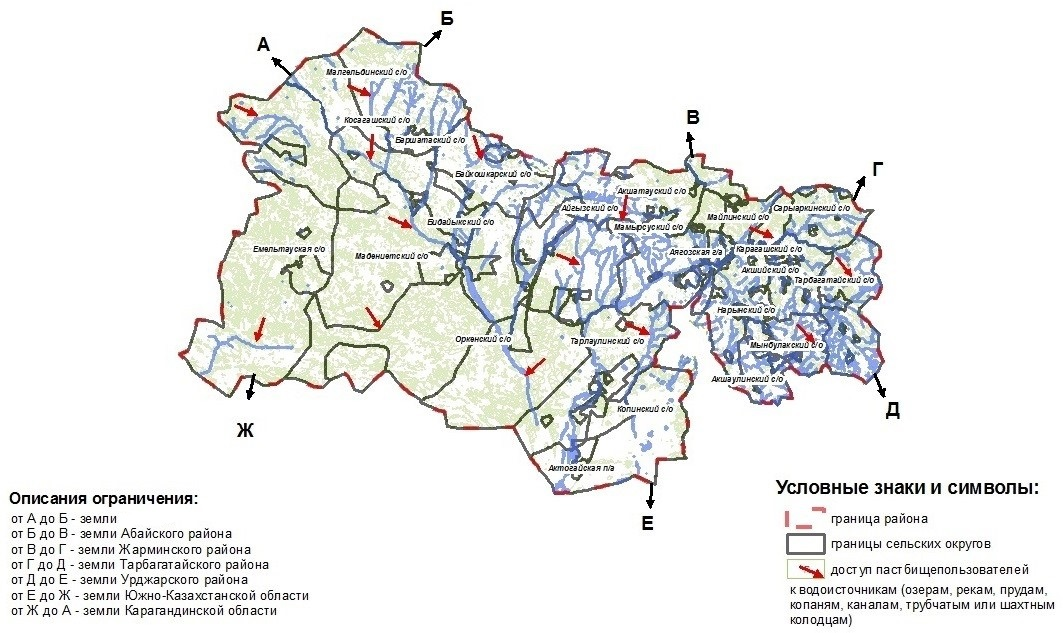 Б
А
Малгельбинский с/о
Косагашский с/о
Баршатаский с/о
В
Байкошкарский с/о
Г
Акшатауский с/о
Айгызский с/о
Майлинский с/о
Сарыаркинский с/о
Бибайыкский с/о
Мамырсуский с/о
Емельтауская с/о
Мадениетский с/о
Аягозская г/а
Карагашский с/о
Акшийский с/о
Тарбагатайский с/о
Нарынский с/о
Оркенский с/о
Тарлаулинский с/о
Мынбулакский с/о
Акшаулинский с/о
Копинский с/о
Д
Ж
Актогайская п/а
Е
Описания ограничения:
от А до Б - земли
от Б до В - земли Абайского района
от В до Г - земли Жарминского района
от Г до Д - земли Тарбагатайского района
от Д до Е - земли Урджарского района
от Е до Ж - земли Южно-Казахстанской области
от Ж до А - земли Карагандинской области
Условные знаки и символы:
граница района
границы сельских округов
доступ пастбищепользователей
к водоисточникам (озерам, рекам, прудам,
копаням, каналам, трубчатым или шахтным
колодцам)